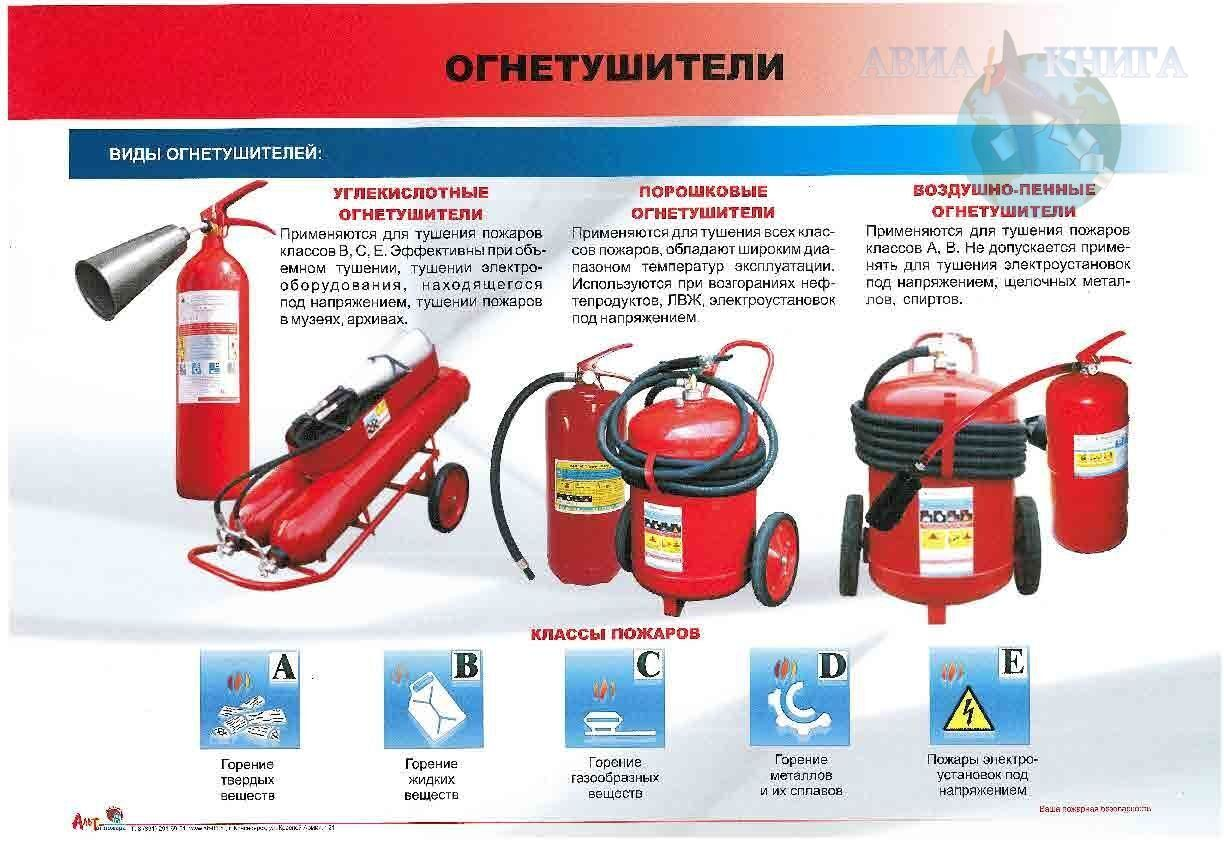 ОГНЕТУШИТЕЛИ
АВИА КНИГА
ВИДЫ ОГНЕТУШИТЕЛЕЙ:
УГЛЕКИСЛОТНЫЕ
ОГНЕТУШИТЕЛИ
Применяются для тушения пожаров
классов В, С, Е. Эффективны при объ-
емном тушении, тушении электро-
оборудования, находящегося
под напряжением, тушении пожаров
в музеях, архивах.
ПОРОШКОВЫЕ
ОГНЕТУШИТЕЛИ
Применяются для тушения всех клас-
сов пожаров, обладают широким диа-
пазоном температур эксплуатации.
Используются при возгораниях неф-
тепродуктов, ЛВЖ, электроустановок
под напряжением.
ВОЗДУШНО-ПЕННЫЕ
ОГНЕТУШИТЕЛИ
Применяются для тушения пожаров
классов А, В. Не допускается приме-
нять для тушения электроустановок
под напряжением, щелочных метал-
лов, спиртов.
КЛАССЫ ПОЖАРОВ
A
B
C
D
E
Горение
твердых
веществ
Горение
жидких
веществ
Горение
газообразных
веществ
Горение
металлов
и их сплавов
Пожары электро-
установок под
напряжением
Ваша пожарная безопасность